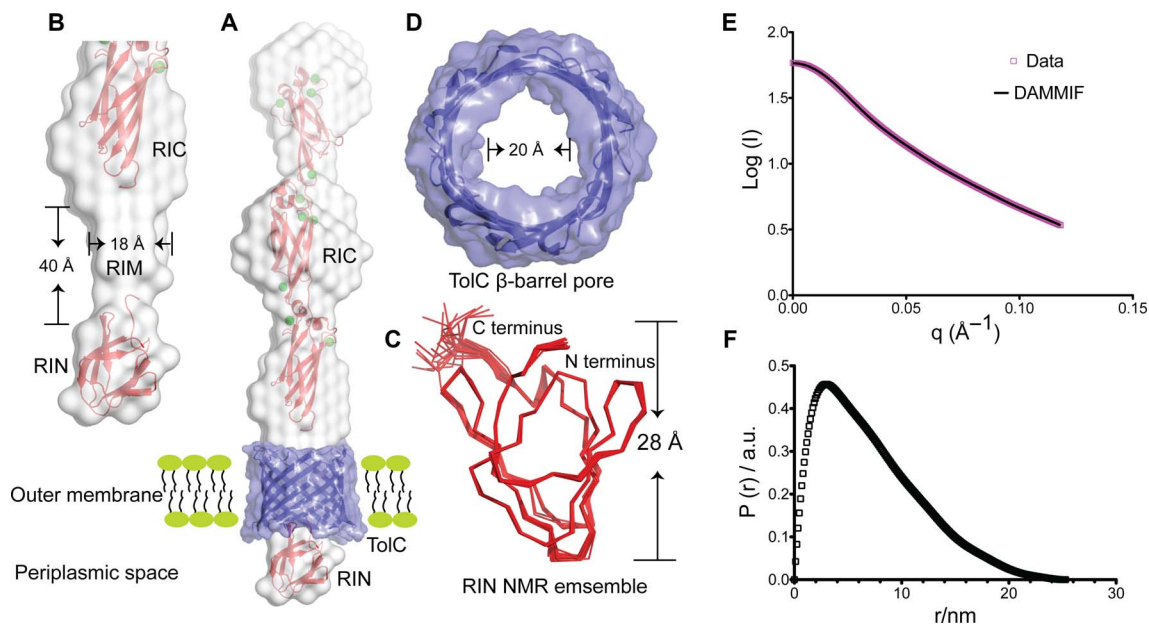 B
RIC
18 Å
RIM
40 Å
RIN
A
RIC
Outer membrane
TolC
Periplasmic space
RIN
D
20 Å
TolC β-barrel pore
C
C terminus
N terminus
28 Å
RIN NMR emsemble
E
Log (I)
2.0
1.5
1.0
0.5
0.0
0.00
0.05
0.10
0.15
q (Å⁻¹)
Data
DAMMIF
F
P (r) / a.u.
0.5
0.4
0.3
0.2
0.1
0.0
0
10
20
30
r/nm